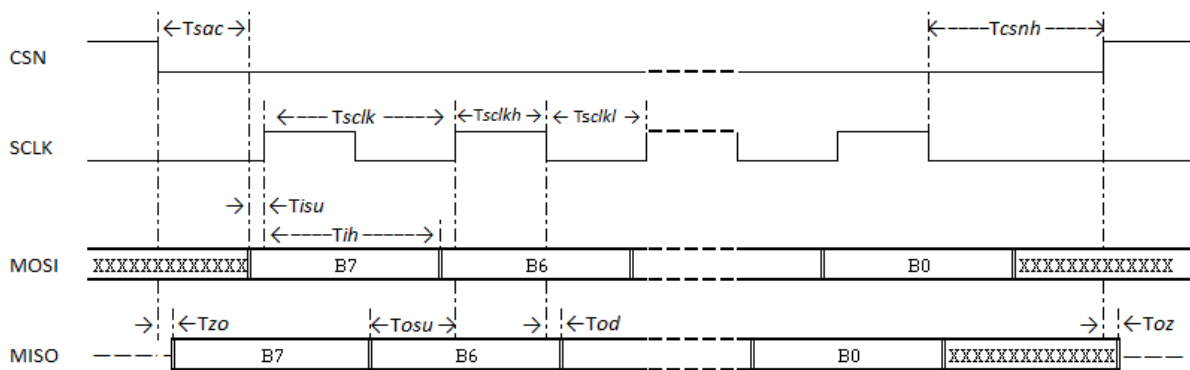 ←Tsac→ ←----Tcsnh---→
CSN
←---Tsclk ----→ ←Tsclkh→ ←Tsclkl →
SCLK
→ ←Tisu
←----Tih -----→
MOSI XXXXXXXXXXXXX B7 B6 B0 XXXXXXXXXXXXX
→ ←Tzo ←Tosu→ → ←Tod → ←Toz
MISO B7 B6 B0 XXXXXXXXXXXXXX